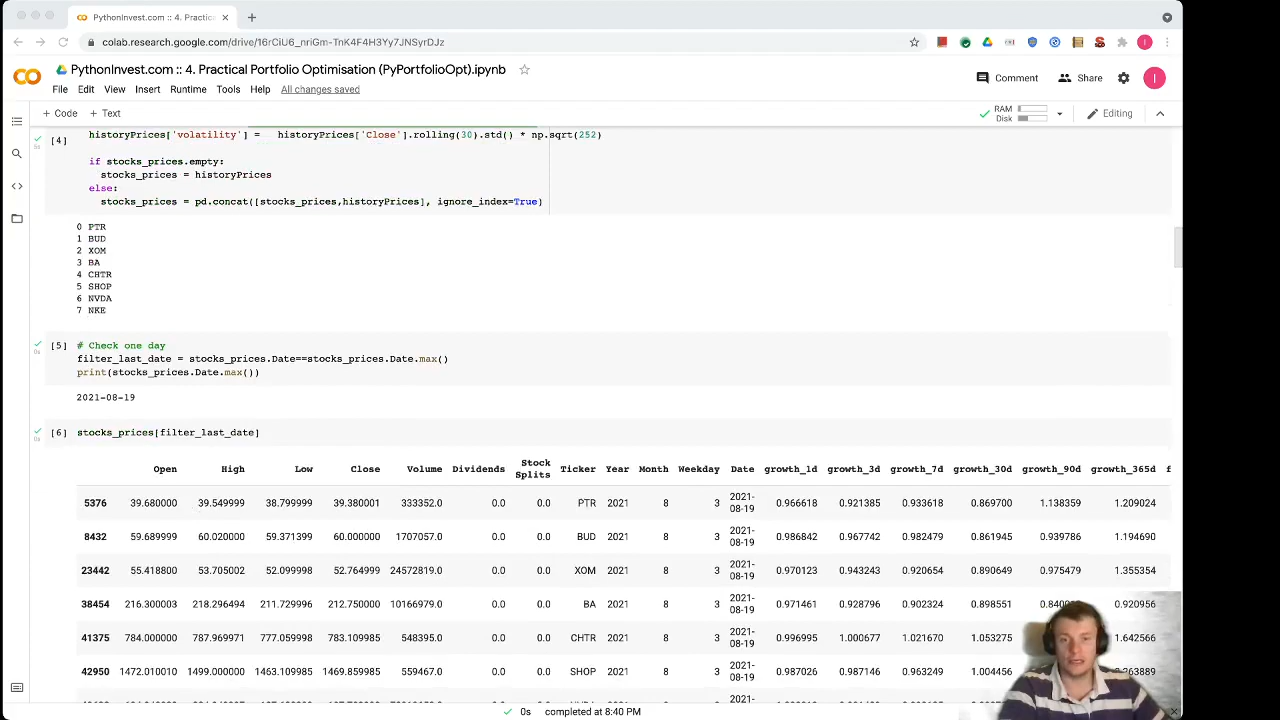 PythonInvest.com :: 4. Practic
colab.research.google.com/drive/16rCiU6_nriGm-TnK4F4H3Yy7JNSyrDJz
PythonInvest.com :: 4. Practical Portfolio Optimisation (PyPortfolioOpt).ipynb
Comment
Share
I
File Edit View Insert Runtime Tools Help All changes saved
+ Code + Text
RAM
Disk
Editing
[4]
historyPrices['volatility'] = historyPrices['Close'].rolling(30).std() * np.sqrt(252)
if stocks_prices.empty:
stocks_prices = historyPrices
else:
stocks_prices = pd.concat([stocks_prices,historyPrices], ignore_index=True)
0 PTR
1 BUD
2 XOM
3 BA
4 CHTR
5 SHOP
6 NVDA
7 NKE
[5] # Check one day
0s
filter_last_date = stocks_prices.Date==stocks_prices.Date.max()
print(stocks_prices.Date.max())
2021-08-19
[6] stocks_prices[filter_last_date]
0s
Open High Low Close Volume Dividends Stock Splits Ticker Year Month Weekday Date growth_1d growth_3d growth_7d growth_30d growth_90d growth_365d f
5376 39.680000 39.549999 38.799999 39.380001 333352.0 0.0 0.0 PTR 2021 8 3 2021-08-19 0.966618 0.921385 0.933618 0.869700 1.138359 1.209024
8432 59.689999 60.020000 59.371399 60.000000 1707057.0 0.0 0.0 BUD 2021 8 3 2021-08-19 0.986842 0.967742 0.982479 0.861945 0.939786 1.194690
23442 55.418800 53.705002 52.099998 52.764999 24572819.0 0.0 0.0 XOM 2021 8 3 2021-08-19 0.970123 0.943243 0.920654 0.890649 0.975479 1.355354
38454 216.300003 218.296494 211.729996 212.750000 10166979.0 0.0 0.0 BA 2021 8 3 2021-08-19 0.971461 0.928796 0.902324 0.898551 0.920956
41375 784.000000 787.969971 777.059998 783.109985 548395.0 0.0 0.0 CHTR 2021 8 3 2021-08-19 0.996995 1.000677 1.021670 1.053275
42950 1472.010010 1499.000000 1463.109985 1469.859985 559467.0 0.0 0.0 SHOP 2021 8 3 2021-08-19 0.987026 0.987146 0.963249 1.004456
0s completed at 8:40 PM